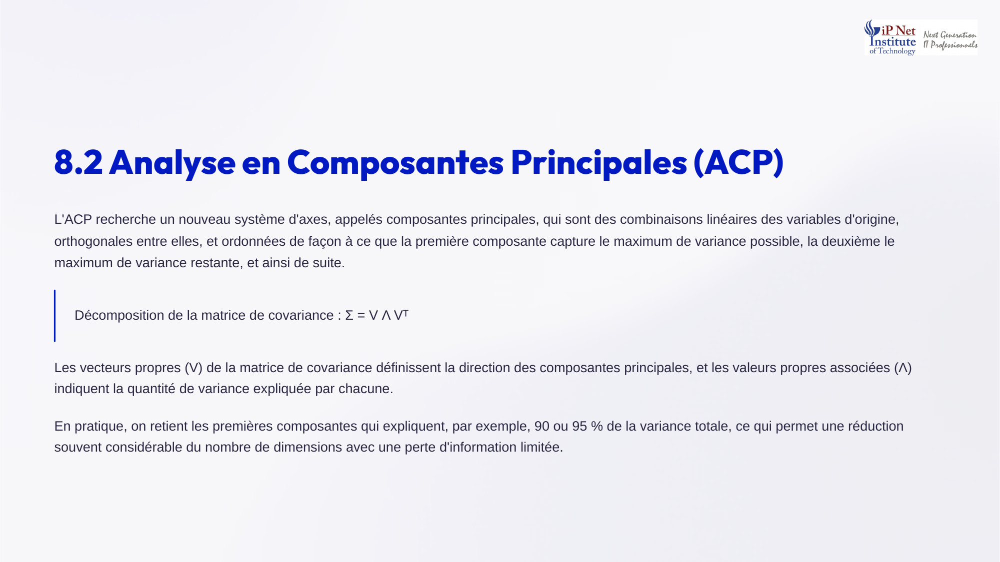 iP Net
Institute
of Technology
Next Generation
IT Professionnels
8.2 Analyse en Composantes Principales (ACP)
L'ACP recherche un nouveau système d'axes, appelés composantes principales, qui sont des combinaisons linéaires des variables d'origine,
orthogonales entre elles, et ordonnées de façon à ce que la première composante capture le maximum de variance possible, la deuxième le
maximum de variance restante, et ainsi de suite.
Décomposition de la matrice de covariance : Σ = V Λ Vᵀ
Les vecteurs propres (V) de la matrice de covariance définissent la direction des composantes principales, et les valeurs propres associées (Λ)
indiquent la quantité de variance expliquée par chacune.
En pratique, on retient les premières composantes qui expliquent, par exemple, 90 ou 95 % de la variance totale, ce qui permet une réduction
souvent considérable du nombre de dimensions avec une perte d'information limitée.